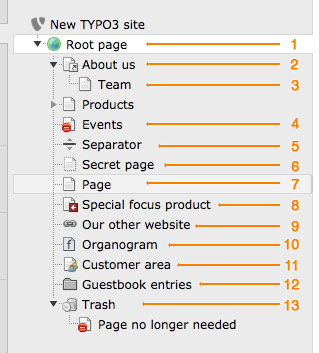 New TYPO3 site
Root page 1
About us 2
Team 3
Products
Events 4
Separator 5
Secret page 6
Page 7
Special focus product 8
Our other website 9
Organogram 10
Customer area 11
Guestbook entries 12
Trash 13
Page no longer needed